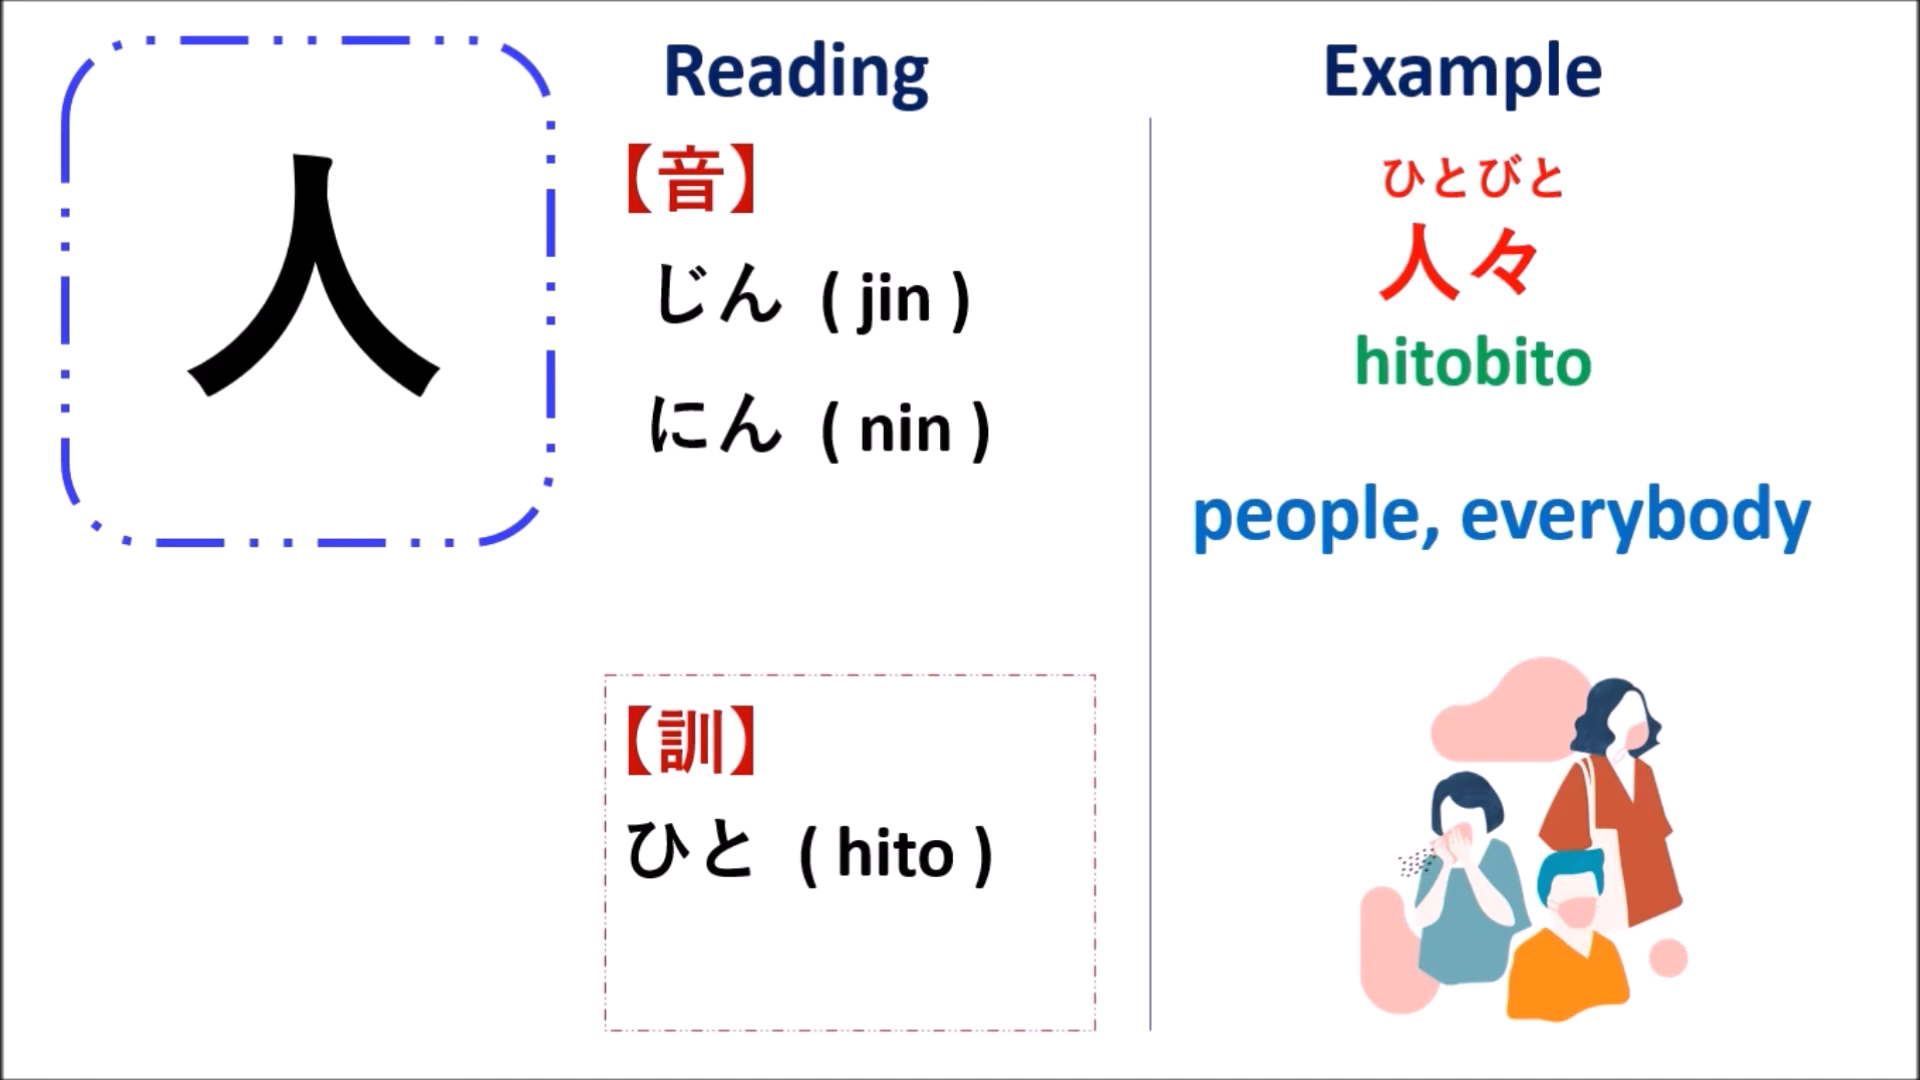 人
Reading
【音】
じん ( jin )
にん ( nin )
【訓】
ひと ( hito )
Example
ひとびと
人々
hitobito
people, everybody